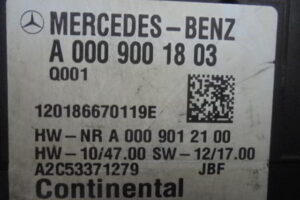 MERCEDES-BENZ
A 000 900 18 03
Q001
120186670119E
HW-NR A 000 901 21 00
HW-10/47.00 SW-12/17.00
A2C53371279 JBF
Continental